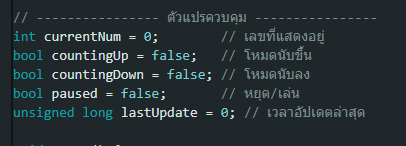 // ---------------- ตัวแปรควบคุม ----------------
int currentNum = 0;        // เลขที่แสดงอยู่
bool countingUp = false;   // โหมดนับขึ้น
bool countingDown = false; // โหมดนับลง
bool paused = false;       // หยุด/เล่น
unsigned long lastUpdate = 0; // เวลาอัปเดตล่าสุด